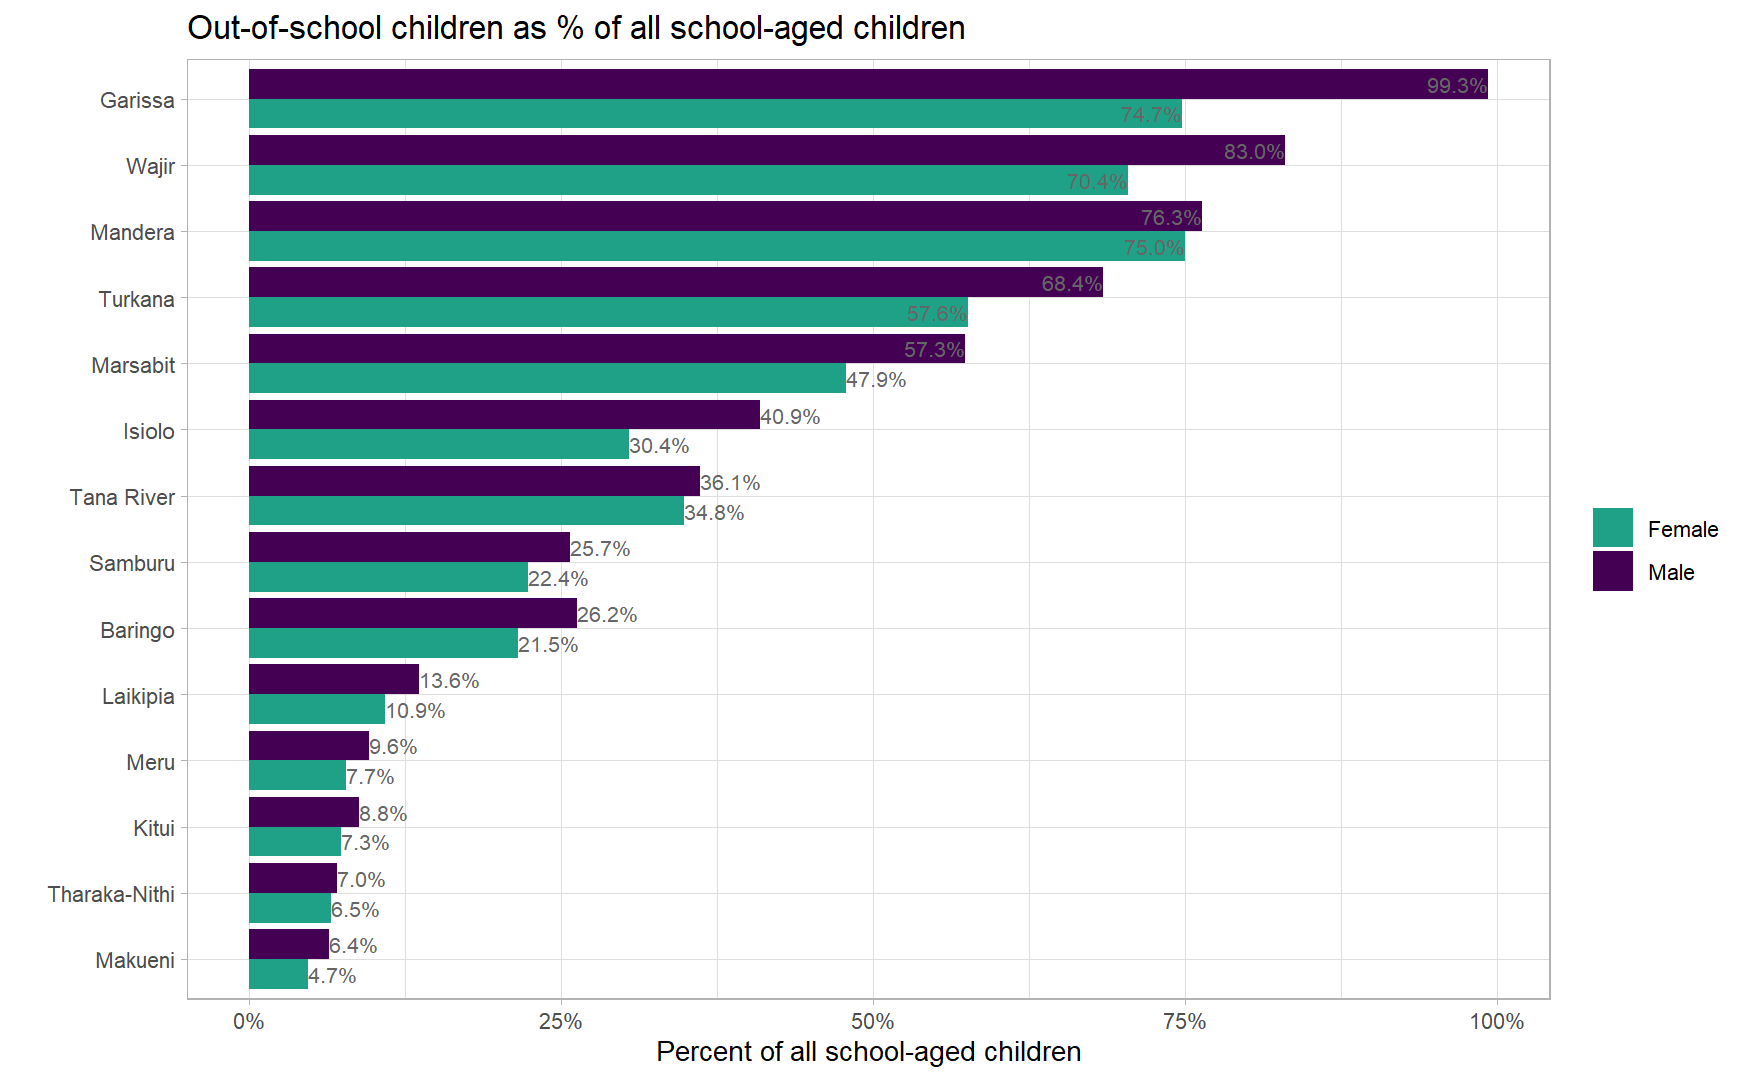 Out-of-school children as % of all school-aged children
Garissa
99.3%
74.7%
Wajir
83.0%
70.4%
Mandera
76.3%
75.0%
Turkana
68.4%
57.6%
Marsabit
57.3%
47.9%
Isiolo
40.9%
30.4%
Tana River
36.1%
34.8%
Samburu
25.7%
22.4%
Baringo
26.2%
21.5%
Laikipia
13.6%
10.9%
Meru
9.6%
7.7%
Kitui
8.8%
7.3%
Tharaka-Nithi
7.0%
6.5%
Makueni
6.4%
4.7%
0% 25% 50% 75% 100%
Percent of all school-aged children
Female
Male